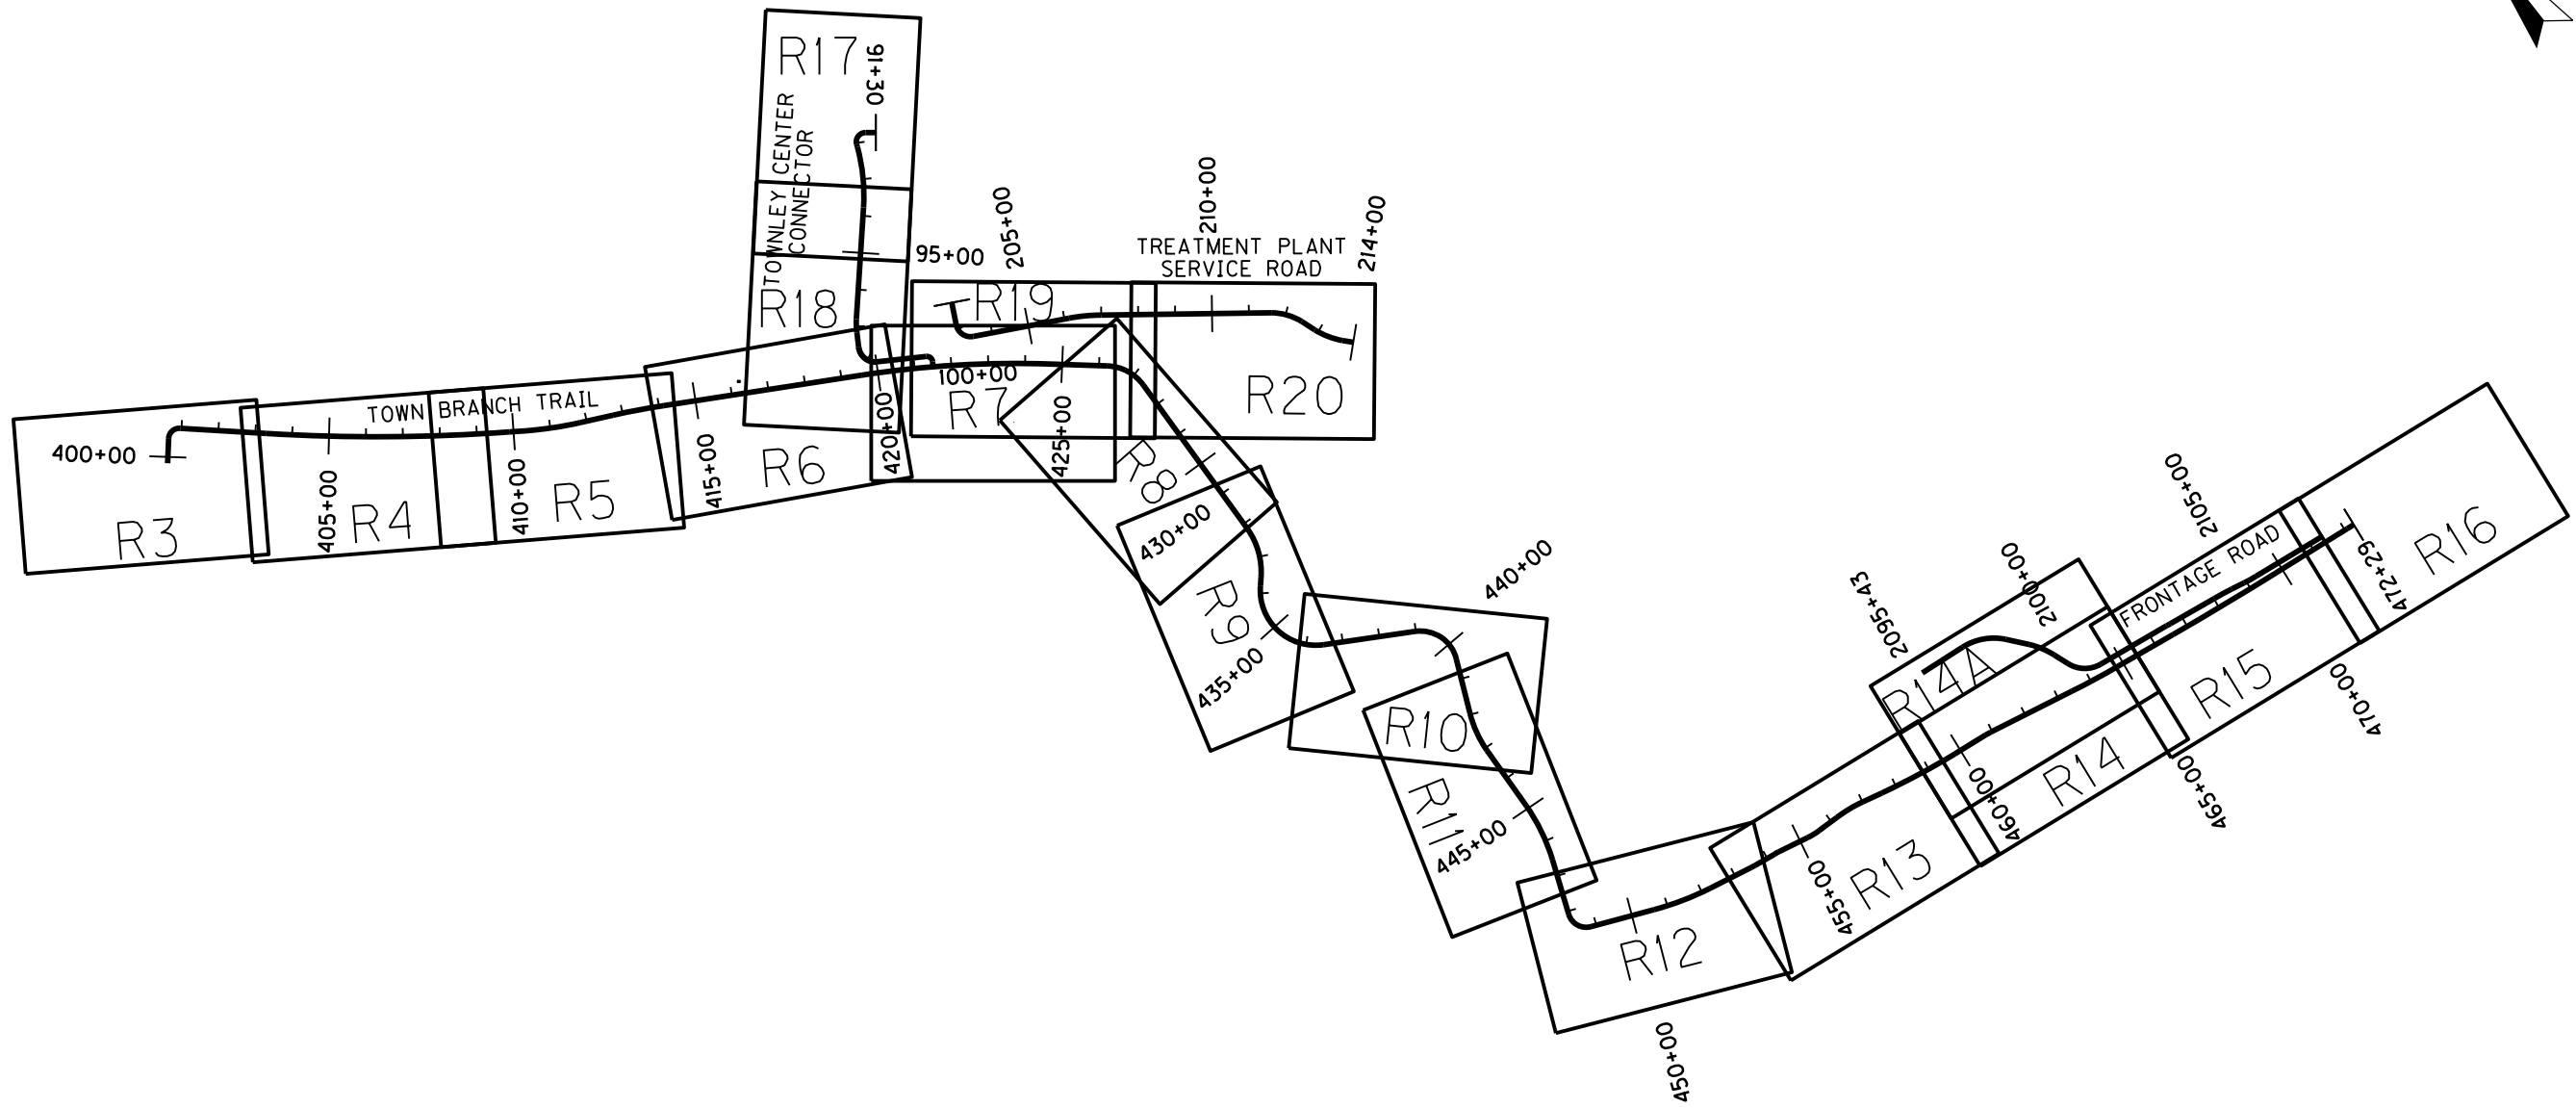 R17
91+30
TOWNLEY CENTER
CONNECTOR
R18
95+00
205+00
210+00
214+00
TREATMENT PLANT
SERVICE ROAD
R19
R20
100+00
R7
400+00
TOWN BRANCH TRAIL
R3
405+00
R4
410+00
R5
415+00
R6
420+00
425+00
R8
430+00
R9
435+00
440+00
R10
R11
445+00
R12
450+00
R13
455+00
2095+43
R14A
2100+00
2105+00
FRONTAGE ROAD
460+00
R14
465+00
R15
470+00
472+29
R16